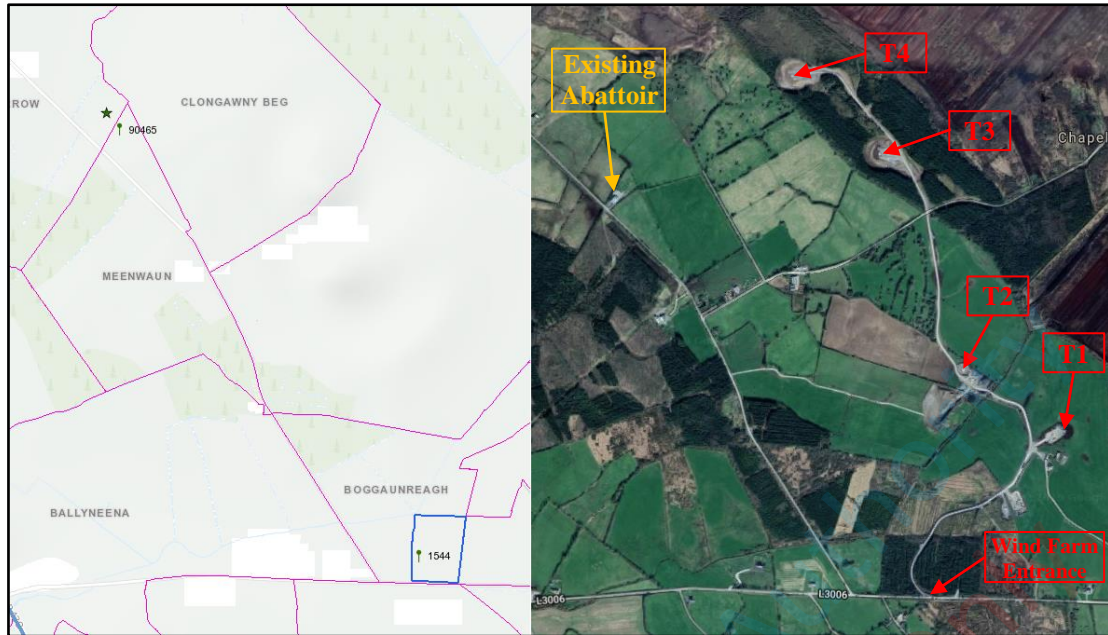 ROW
CLONGAWNY BEG
90465
MEENWAUN
BOGGAUNREAGH
BALLYNEENA
1544
Existing
Abattoir
T4
T3
Chapel
T2
T1
Wind Farm
Entrance
L3006
L3006